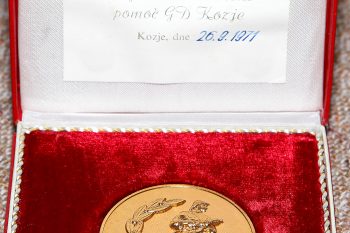 pomoč GD Kozje
Kozje, dne 26.9.1971